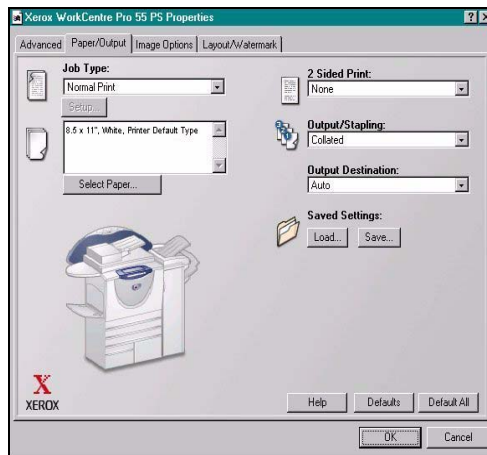 Xerox WorkCentre Pro 55 PS Properties
Advanced
Paper/Output
Image Options
Layout/Watermark
Job Type:
Normal Print
Setup...
8.5 x 11", White, Printer Default Type
Select Paper...
2 Sided Print:
None
Output/Stapling:
Collated
Output Destination:
Auto
Saved Settings:
Load...
Save...
X
XEROX
Help
Defaults
Default All
OK
Cancel